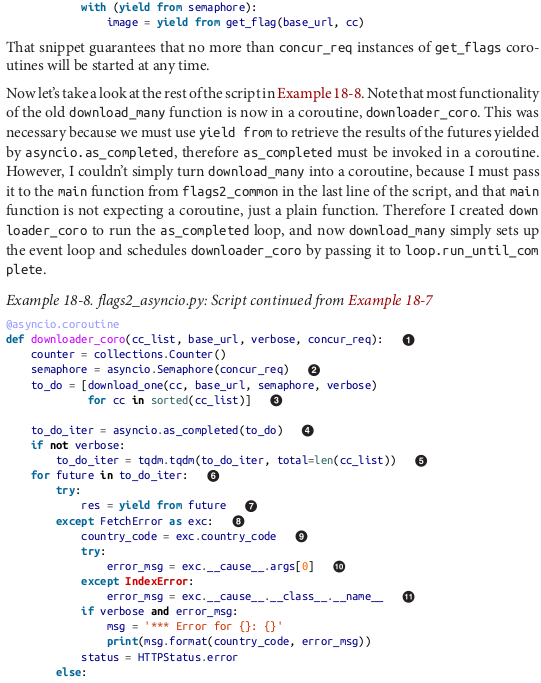 with (yield from semaphore):
image = yield from get_flag(base_url, cc)
That snippet guarantees that no more than concur_req instances of get_flags coro‐
utines will be started at any time.
Now let’s take a look at the rest of the script in Example 18-8. Note that most functionality
of the old download_many function is now in a coroutine, downloader_coro. This was
necessary because we must use yield from to retrieve the results of the futures yielded
by asyncio.as_completed, therefore as_completed must be invoked in a coroutine.
However, I couldn’t simply turn download_many into a coroutine, because I must pass
it to the main function from flags2_common in the last line of the script, and that main
function is not expecting a coroutine, just a plain function. Therefore I created down
loader_coro to run the as_completed loop, and now download_many simply sets up
the event loop and schedules downloader_coro by passing it to loop.run_until_com
plete.
Example 18-8. flags2_asyncio.py: Script continued from Example 18-7
@asyncio.coroutine
def downloader_coro(cc_list, base_url, verbose, concur_req): ❶
counter = collections.Counter()
semaphore = asyncio.Semaphore(concur_req) ❷
to_do = [download_one(cc, base_url, semaphore, verbose)
for cc in sorted(cc_list)] ❸
to_do_iter = asyncio.as_completed(to_do) ❹
if not verbose:
to_do_iter = tqdm.tqdm(to_do_iter, total=len(cc_list)) ❺
for future in to_do_iter: ❻
try:
res = yield from future ❼
except FetchError as exc: ❽
country_code = exc.country_code ❾
try:
error_msg = exc.__cause__.args[0] ❿
except IndexError:
error_msg = exc.__cause__.__class__.__name__ ⓫
if verbose and error_msg:
msg = '*** Error for {}: {}'
print(msg.format(country_code, error_msg))
status = HTTPStatus.error
else: